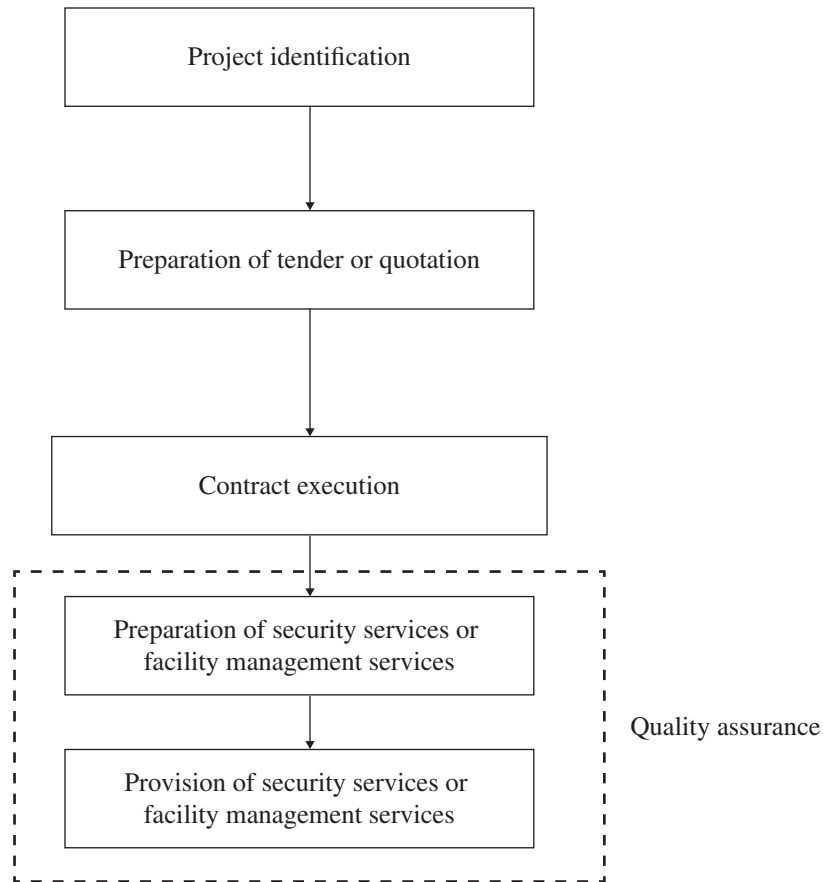 Project identification
Preparation of tender or quotation
Contract execution
Preparation of security services or
facility management services
Quality assurance
Provision of security services or
facility management services